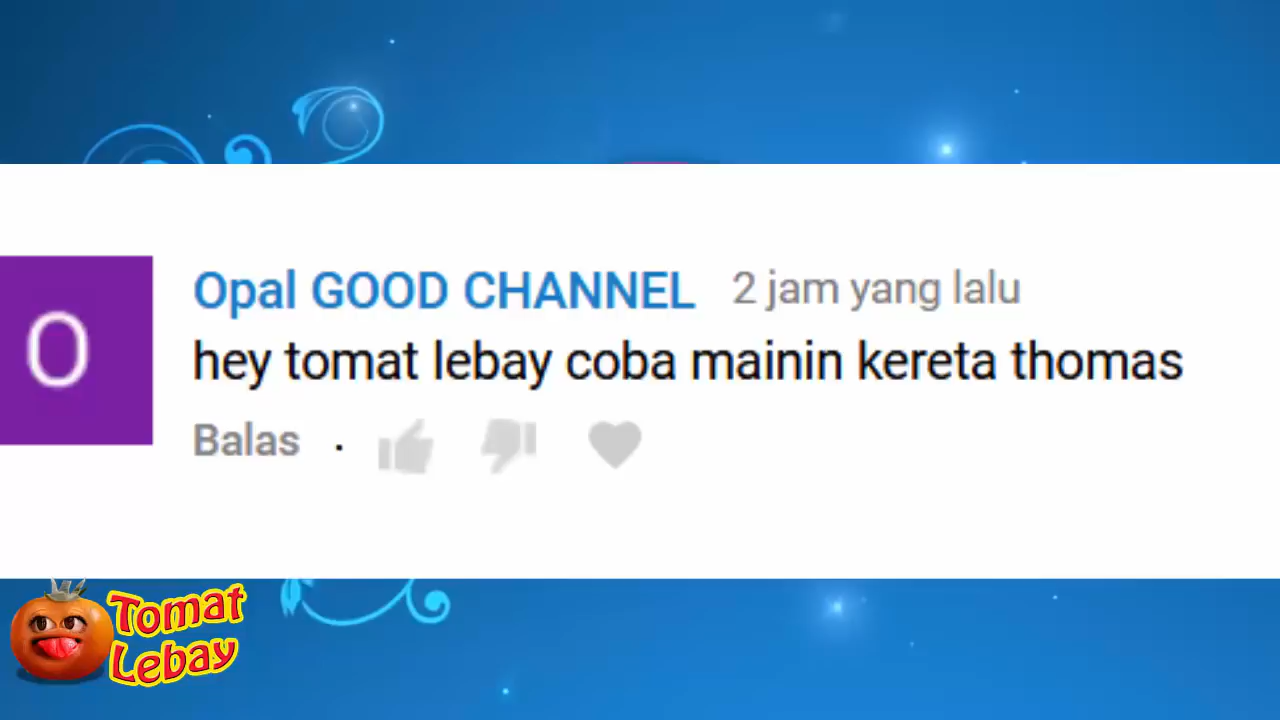 O
Opal GOOD CHANNEL 2 jam yang lalu
hey tomat lebay coba mainin kereta thomas
Balas
Tomat
Lebay